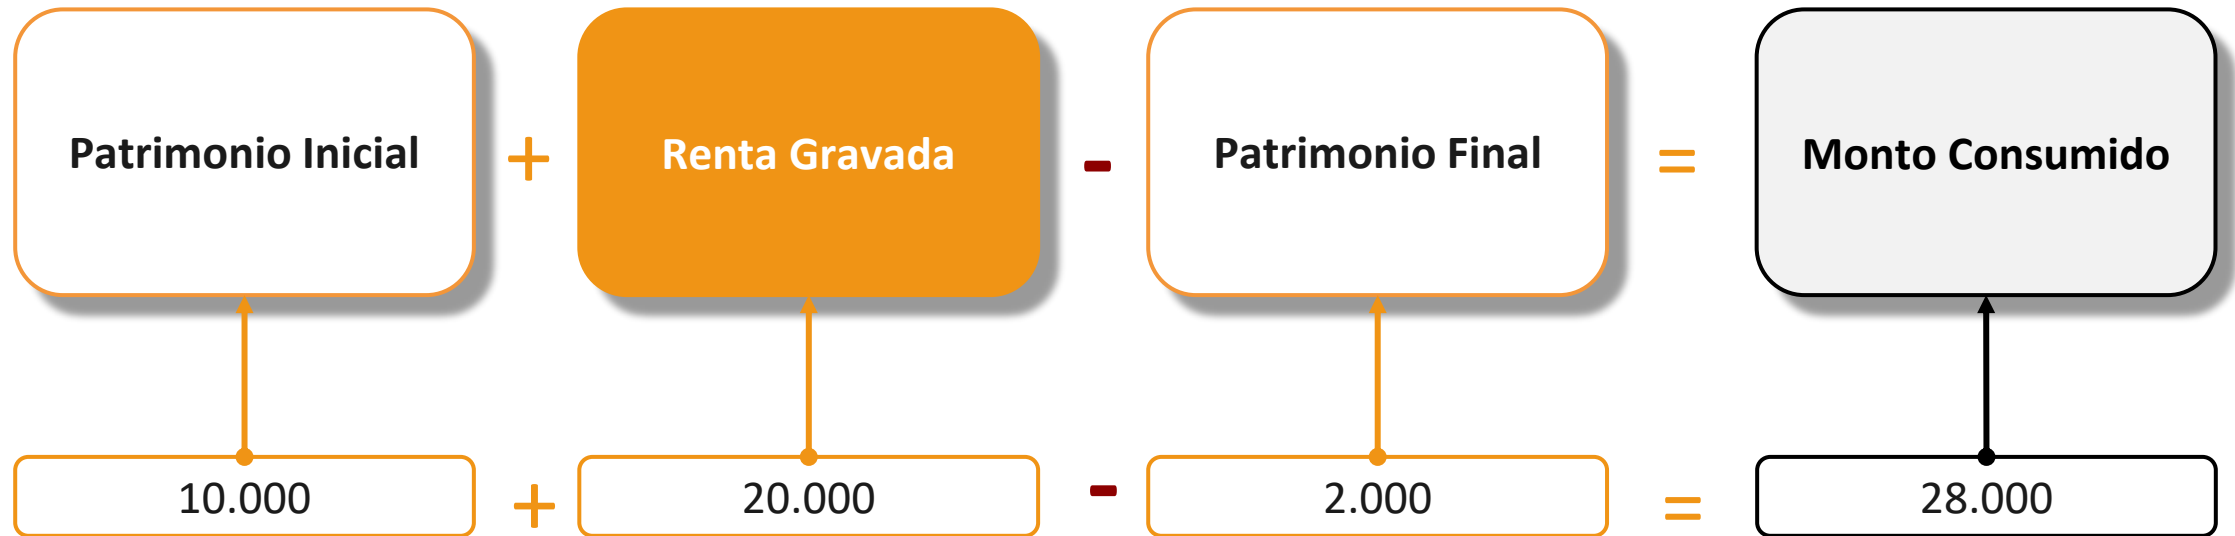 Patrimonio Inicial + Renta Gravada - Patrimonio Final = Monto Consumido
10.000 + 20.000 - 2.000 = 28.000